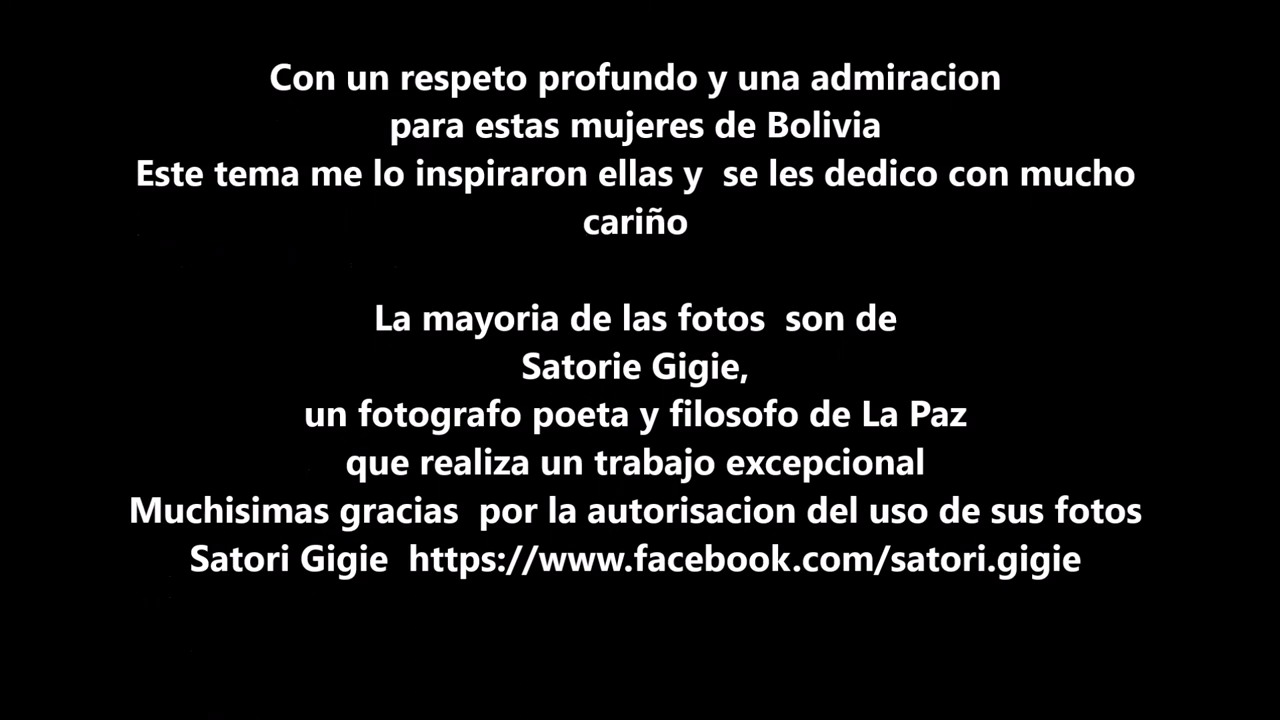 Con un respeto profundo y una admiracion
para estas mujeres de Bolivia
Este tema me lo inspiraron ellas y  se les dedico con mucho
cariño
La mayoria de las fotos  son de
Satorie Gigie,
un fotografo poeta y filosofo de La Paz
que realiza un trabajo excepcional
Muchisimas gracias  por la autorisacion del uso de sus fotos
Satori Gigie  https://www.facebook.com/satori.gigie